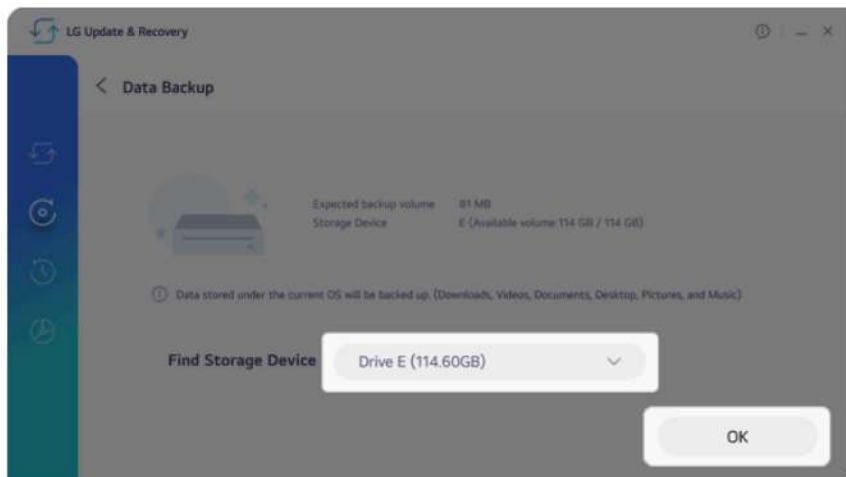 LG Update & Recovery
Data Backup
Expected backup volume 81 MB
Storage Device E (Available volume 114 GB / 114 GB)
Data stored under the current OS will be backed up. (Downloads, Videos, Documents, Desktop, Pictures, and Music)
Find Storage Device Drive E (114.60GB)
OK